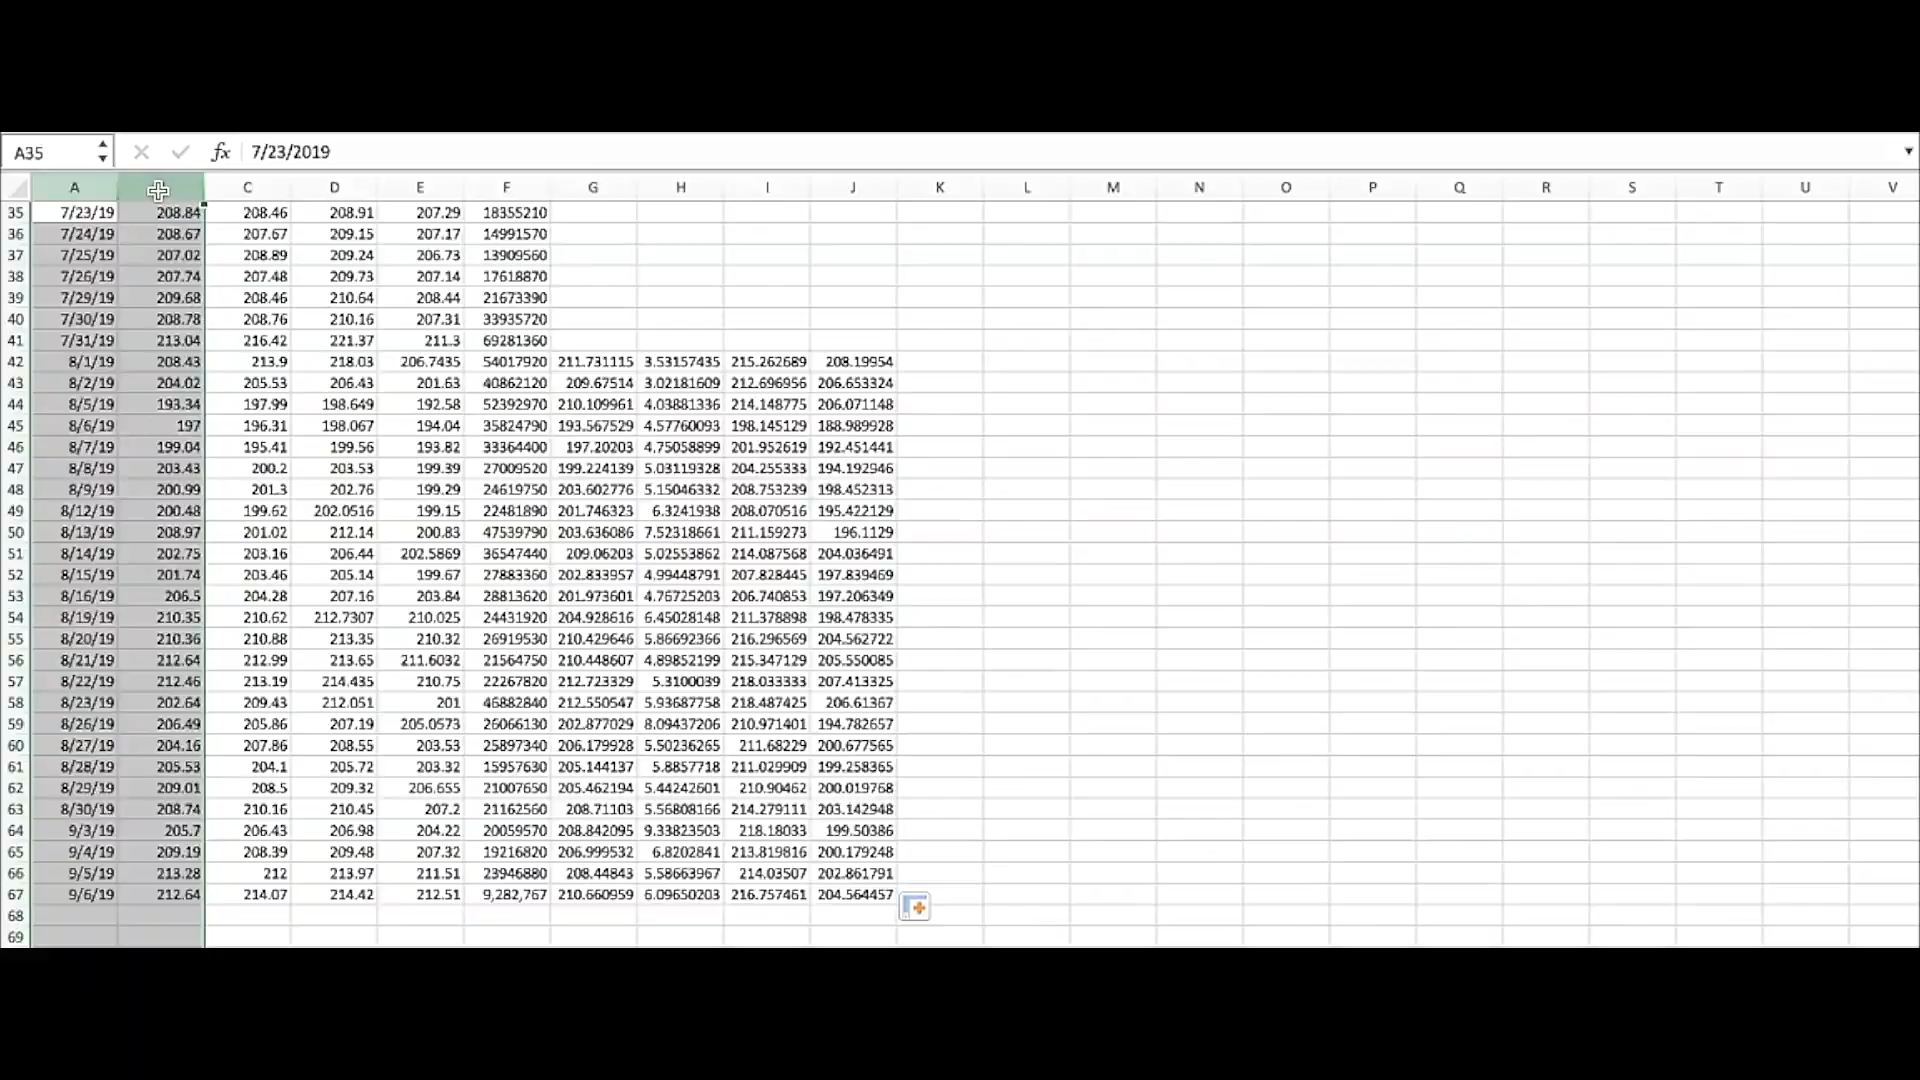 A35 fx 7/23/2019
A C D E F G H I J K L M N O P Q R S T U V
35 7/23/19 208.84 208.46 208.91 207.29 18355210
36 7/24/19 208.67 207.67 209.15 207.17 14991570
37 7/25/19 207.02 208.89 209.24 206.73 13909560
38 7/26/19 207.74 207.48 209.73 207.14 17618870
39 7/29/19 209.68 208.46 210.64 208.44 21673390
40 7/30/19 208.78 208.76 210.16 207.31 33935720
41 7/31/19 213.04 216.42 221.37 211.3 69281360
42 8/1/19 208.43 213.9 218.03 206.7435 54017920 211.731115 3.53157435 215.262689 208.19954
43 8/2/19 204.02 205.53 206.43 201.63 40862120 209.67514 3.02181609 212.696956 206.653324
44 8/5/19 193.34 197.99 198.649 192.58 52392970 210.109961 4.03881336 214.148775 206.071148
45 8/6/19 197 196.31 198.067 194.04 35824790 193.567529 4.57760093 198.145129 188.989928
46 8/7/19 199.04 195.41 199.56 193.82 33364400 197.20203 4.75058899 201.952619 192.451441
47 8/8/19 203.43 200.2 203.53 199.39 27009520 199.224139 5.03119328 204.255333 194.192946
48 8/9/19 200.99 201.3 202.76 199.29 24619750 203.602776 5.15046332 208.753239 198.452313
49 8/12/19 200.48 199.62 202.0516 199.15 22481890 201.746323 6.3241938 208.070516 195.422129
50 8/13/19 208.97 201.02 212.14 200.83 47539790 203.636086 7.52318661 211.159273 196.1129
51 8/14/19 202.75 203.16 206.44 202.5869 36547440 209.06203 5.02553862 214.087568 204.036491
52 8/15/19 201.74 203.46 205.14 199.67 27883360 202.833957 4.99448791 207.828445 197.839469
53 8/16/19 206.5 204.28 207.16 203.84 28813620 201.973601 4.76725203 206.740853 197.206349
54 8/19/19 210.35 210.62 212.7307 210.025 24431920 204.928616 6.45028148 211.378898 198.478335
55 8/20/19 210.36 210.88 213.35 210.32 26919530 210.429646 5.86692366 216.296569 204.562722
56 8/21/19 212.64 212.99 213.65 211.6032 21564750 210.448607 4.89852199 215.347129 205.550085
57 8/22/19 212.46 213.19 214.435 210.75 22267820 212.723329 5.3100039 218.033333 207.413325
58 8/23/19 202.64 209.43 212.051 201 46882840 212.550547 5.93687758 218.487425 206.61367
59 8/26/19 206.49 205.86 207.19 205.0573 26066130 202.877029 8.09437206 210.971401 194.782657
60 8/27/19 204.16 207.86 208.55 203.53 25897340 206.179928 5.50236265 211.68229 200.677565
61 8/28/19 205.53 204.1 205.72 203.32 15957630 205.144137 5.8857718 211.029909 199.258365
62 8/29/19 209.01 208.5 209.32 206.655 21007650 205.462194 5.44242601 210.90462 200.019768
63 8/30/19 208.74 210.16 210.45 207.2 21162560 208.71103 5.56808166 214.279111 203.142948
64 9/3/19 205.7 206.43 206.98 204.22 20059570 208.842095 9.33823503 218.18033 199.50386
65 9/4/19 209.19 208.39 209.48 207.32 19216820 206.999532 6.8202841 213.819816 200.179248
66 9/5/19 213.28 212 213.97 211.51 23946880 208.44843 5.58663967 214.03507 202.861791
67 9/6/19 212.64 214.07 214.42 212.51 9,282,767 210.660959 6.09650203 216.757461 204.564457
68
69